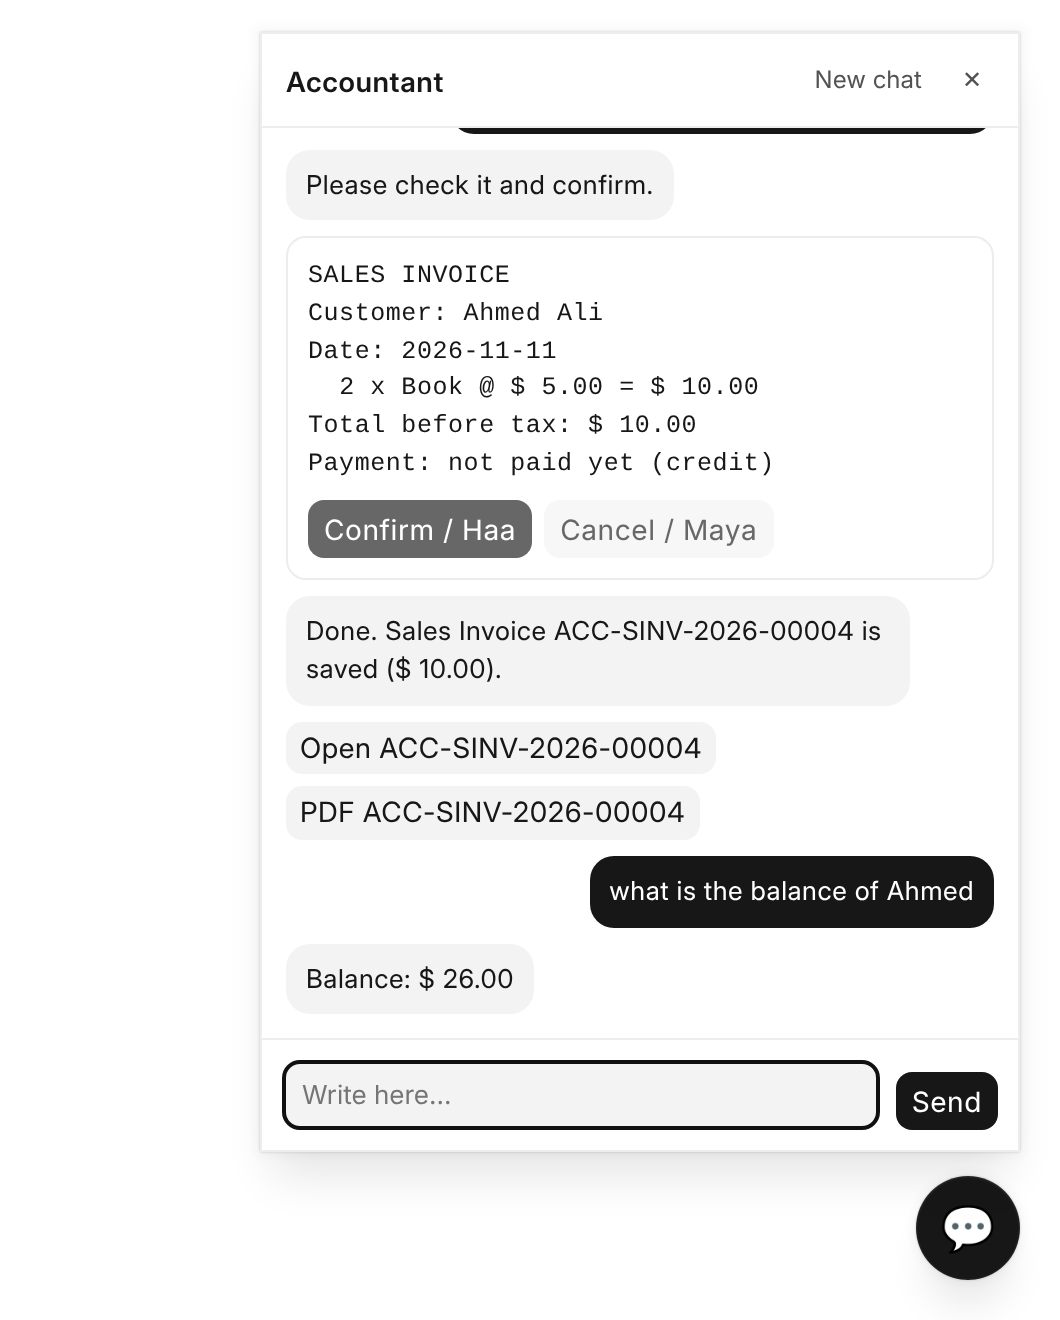 Accountant
New chat ✕
Please check it and confirm.
SALES INVOICE
Customer: Ahmed Ali
Date: 2026-11-11
2 x Book @ $ 5.00 = $ 10.00
Total before tax: $ 10.00
Payment: not paid yet (credit)
Confirm / Haa
Cancel / Maya
Done. Sales Invoice ACC-SINV-2026-00004 is
saved ($ 10.00).
Open ACC-SINV-2026-00004
PDF ACC-SINV-2026-00004
what is the balance of Ahmed
Balance: $ 26.00
Write here...
Send